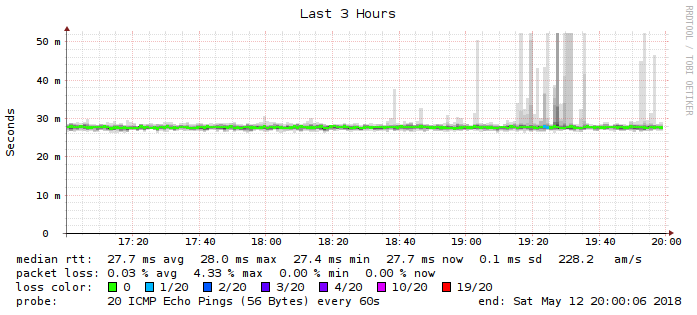 Last 3 Hours
RRDTOOL / TOBI OETIKER
Seconds
50 m
40 m
30 m
20 m
10 m
0
17:20 17:40 18:00 18:20 18:40 19:00 19:20 19:40 20:00
median rtt: 27.7 ms avg 28.0 ms max 27.4 ms min 27.7 ms now 0.1 ms sd 228.2 am/s
packet loss: 0.03 % avg 4.33 % max 0.00 % min 0.00 % now
loss color: 0 1/20 2/20 3/20 4/20 10/20 19/20
probe: 20 ICMP Echo Pings (56 Bytes) every 60s end: Sat May 12 20:00:06 2018